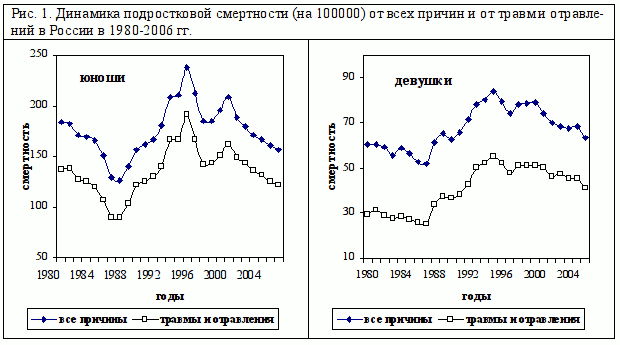 Рис. 1. Динамика подростковой смертности (на 100000) от всех причин и от травм и отравле-
ний в России в 1980-2006 гг.
юноши
смертность
250
200
150
100
50
1980 1984 1988 1992 1996 2000 2004
годы
все причины травмы и отравления
девушки
смертность
90
70
50
30
10
1980 1984 1988 1992 1996 2000 2004
годы
все причины травмы и отравления